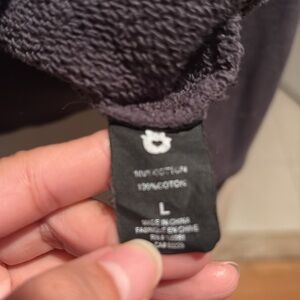 100% COTTON
100% COTON
L
MADE IN CHINA
FABRIQUÉ EN CHINE